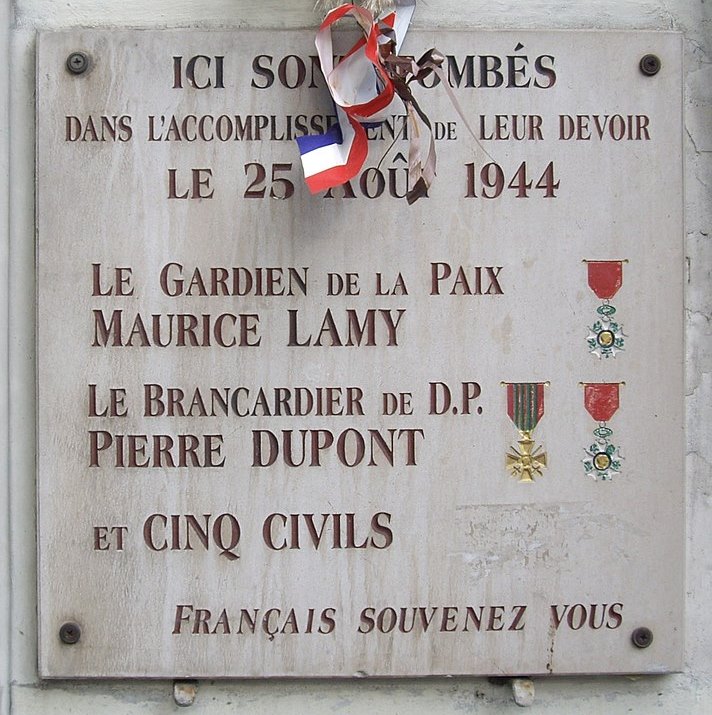 ICI SONT TOMBÉS
DANS L'ACCOMPLISSEMENT DE LEUR DEVOIR
LE 25 AOÛT 1944
LE GARDIEN DE LA PAIX
MAURICE LAMY
LE BRANCARDIER DE D.P.
PIERRE DUPONT
ET CINQ CIVILS
FRANÇAIS SOUVENEZ VOUS